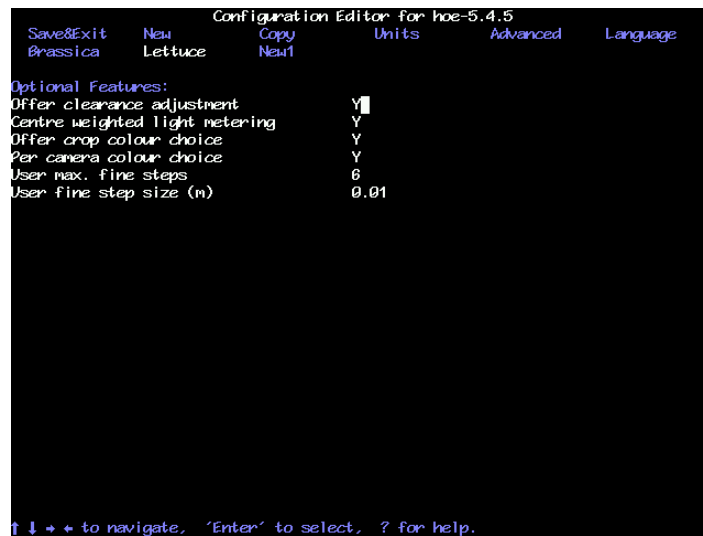 Configuration Editor for hoe-5.4.5
Save&Exit New Copy Units Advanced Language
Brassica Lettuce New1
Optional Features:
Offer clearance adjustment Y
Centre weighted light metering Y
Offer crop colour choice Y
Per camera colour choice Y
User max. fine steps 6
User fine step size (m) 0.01
↑ ↓ → ← to navigate, 'Enter' to select, ? for help.